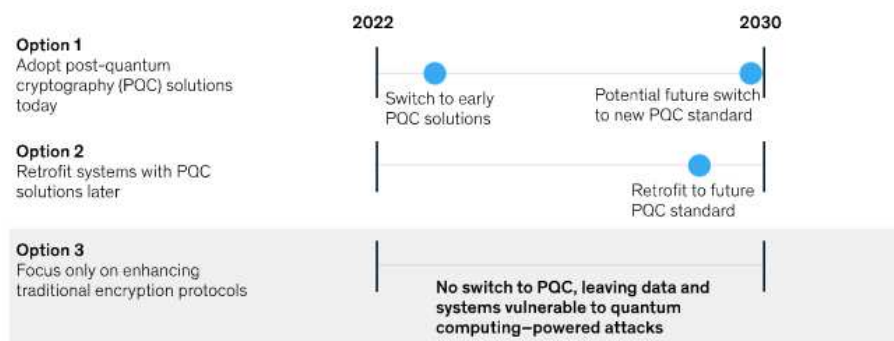 2022
2030
Option 1
Adopt post-quantum
cryptography (PQC) solutions
today
Switch to early
PQC solutions
Potential future switch
to new PQC standard
Option 2
Retrofit systems with PQC
solutions later
Retrofit to future
PQC standard
Option 3
Focus only on enhancing
traditional encryption protocols
No switch to PQC, leaving data and
systems vulnerable to quantum
computing–powered attacks